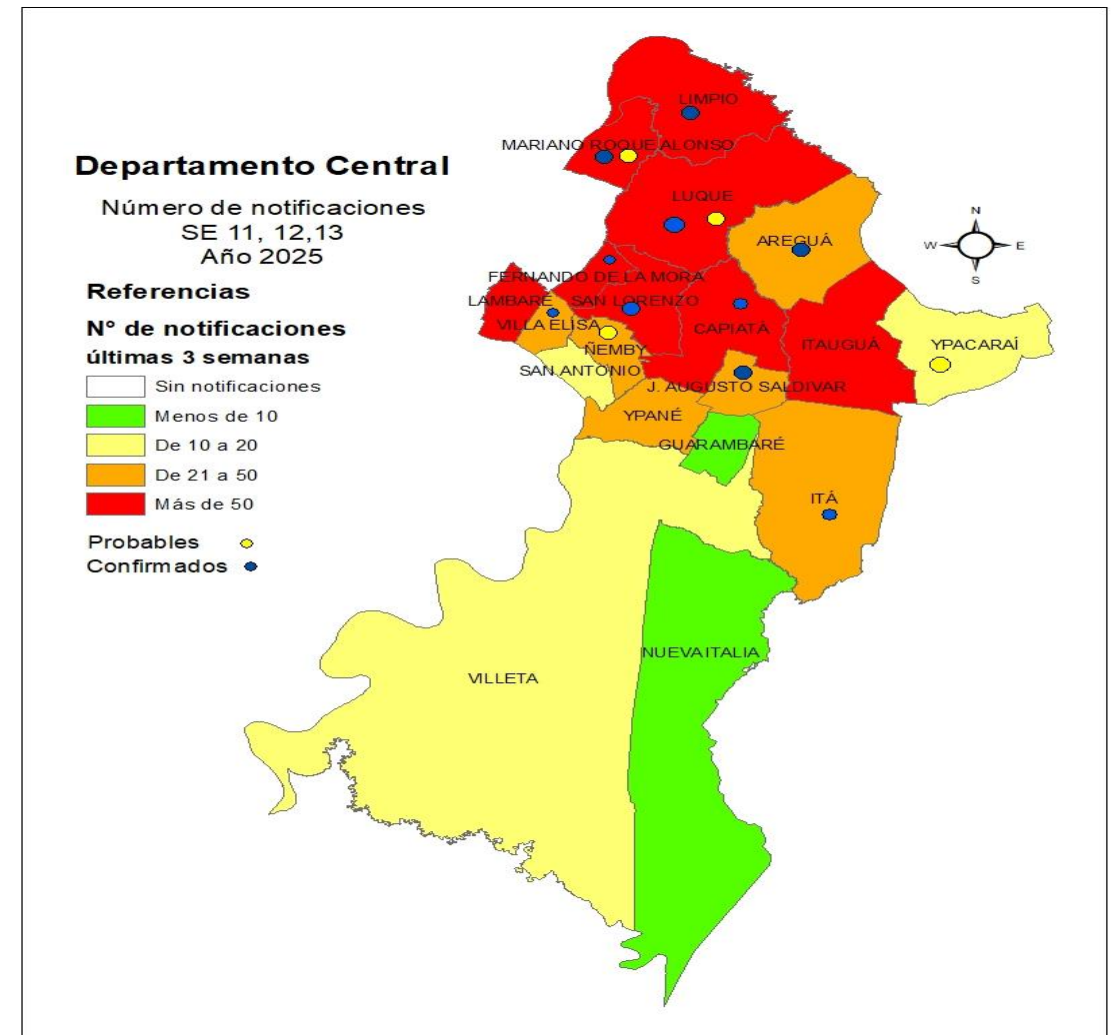 Departamento Central
Número de notificaciones
SE 11, 12,13
Año 2025
Referencias
N° de notificaciones
últimas 3 semanas
Sin notificaciones
Menos de 10
De 10 a 20
De 21 a 50
Más de 50
Probables
Confirmados
LIMPIO
MARIANO ROQUE ALONSO
LUQUE
AREGUÁ
N
W E
S
FERNANDO DE LA MORA
LAMBARÉ SAN LORENZO
VILLA ELISA
CAPIATÁ
ITAUGUÁ
YPACARAÍ
ÑEMBY
SAN ANTONIO
J. AUGUSTO SALDIVAR
YPANÉ
GUARAMBARÉ
ITÁ
NUEVA ITALIA
VILLETA